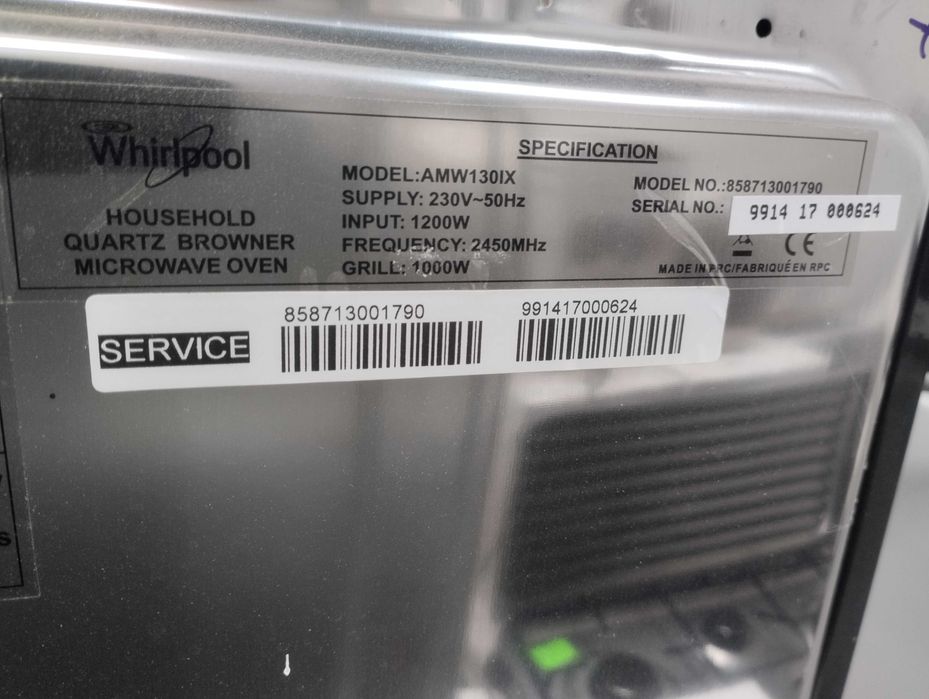 Whirlpool
HOUSEHOLD
QUARTZ BROWNER
MICROWAVE OVEN
SPECIFICATION
MODEL:AMW130IX
SUPPLY: 230V~50Hz
INPUT: 1200W
FREQUENCY: 2450MHz
GRILL: 1000W
MODEL NO.:858713001790
SERIAL NO.: 9914 17 000624
CE
MADE IN PRC/FABRIQUÉ EN RPC
SERVICE
858713001790
991417000624